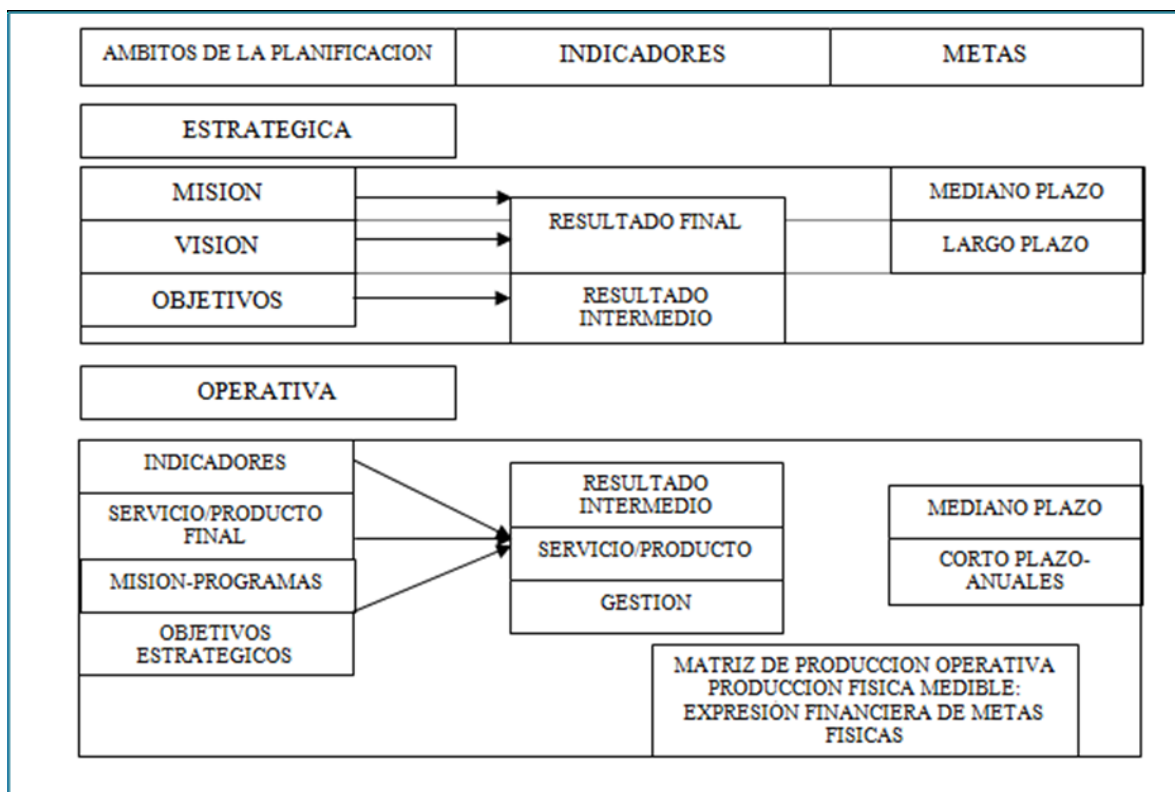 AMBITOS DE LA PLANIFICACION
INDICADORES
METAS
ESTRATEGICA
MISION
VISION
OBJETIVOS
RESULTADO FINAL
RESULTADO
INTERMEDIO
MEDIANO PLAZO
LARGO PLAZO
OPERATIVA
INDICADORES
SERVICIO/PRODUCTO
FINAL
MISION-PROGRAMAS
OBJETIVOS
ESTRATEGICOS
RESULTADO
INTERMEDIO
SERVICIO/PRODUCTO
GESTION
MEDIANO PLAZO
CORTO PLAZO-
ANUALES
MATRIZ DE PRODUCCION OPERATIVA
PRODUCCION FISICA MEDIBLE:
EXPRESIÓN FINANCIERA DE METAS
FISICAS